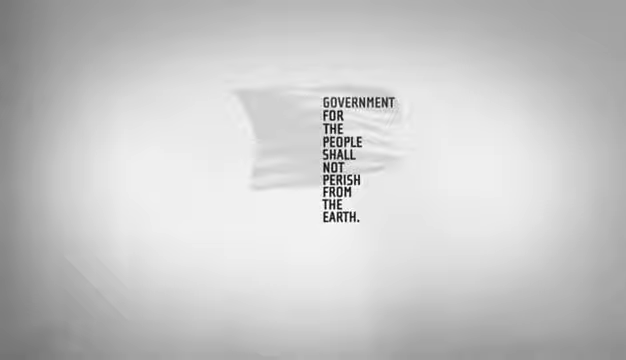 GOVERNMENT
FOR
THE
PEOPLE
SHALL
NOT
PERISH
FROM
THE
EARTH.